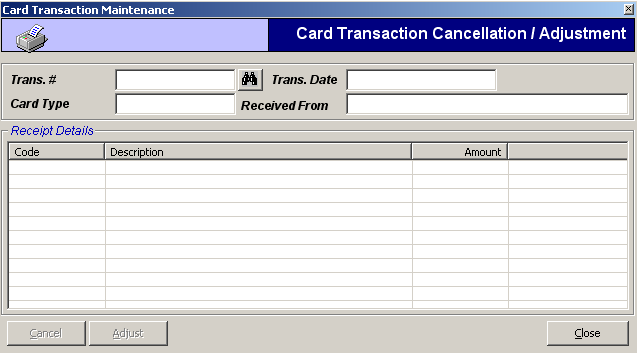 Card Transaction Maintenance
Card Transaction Cancellation / Adjustment
Trans. # Trans. Date
Card Type Received From
Receipt Details
Code Description Amount
Cancel Adjust Close